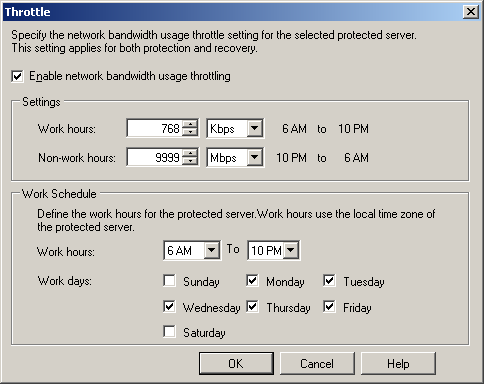 Throttle
Specify the network bandwidth usage throttle setting for the selected protected server.
This setting applies for both protection and recovery.
Enable network bandwidth usage throttling
Settings
Work hours: 768 Kbps 6 AM to 10 PM
Non-work hours: 9999 Mbps 10 PM to 6 AM
Work Schedule
Define the work hours for the protected server.Work hours use the local time zone of
the protected server.
Work hours: 6 AM To 10 PM
Work days: Sunday Monday Tuesday
Wednesday Thursday Friday
Saturday
OK Cancel Help